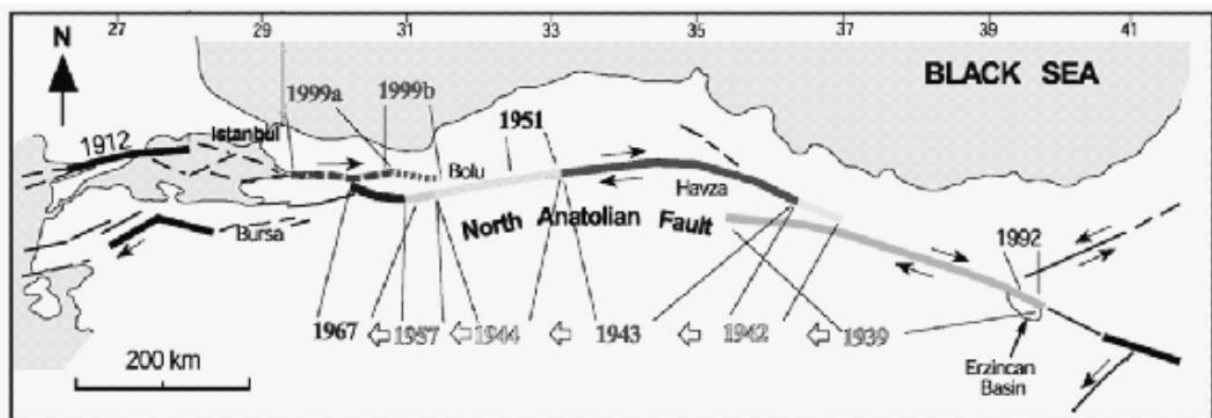 27 29 31 33 35 37 39 41
N
BLACK SEA
1999a 1999b
1951
1912
Istanbul
Bolu
Havza
North Anatolian Fault
Bursa
1992
1967 1957 1944 1943 1942 1939
200 km
Erzincan
Basin